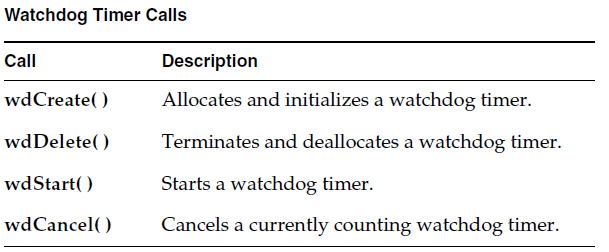 Watchdog Timer Calls
Call Description
wdCreate( ) Allocates and initializes a watchdog timer.
wdDelete( ) Terminates and deallocates a watchdog timer.
wdStart( ) Starts a watchdog timer.
wdCancel( ) Cancels a currently counting watchdog timer.